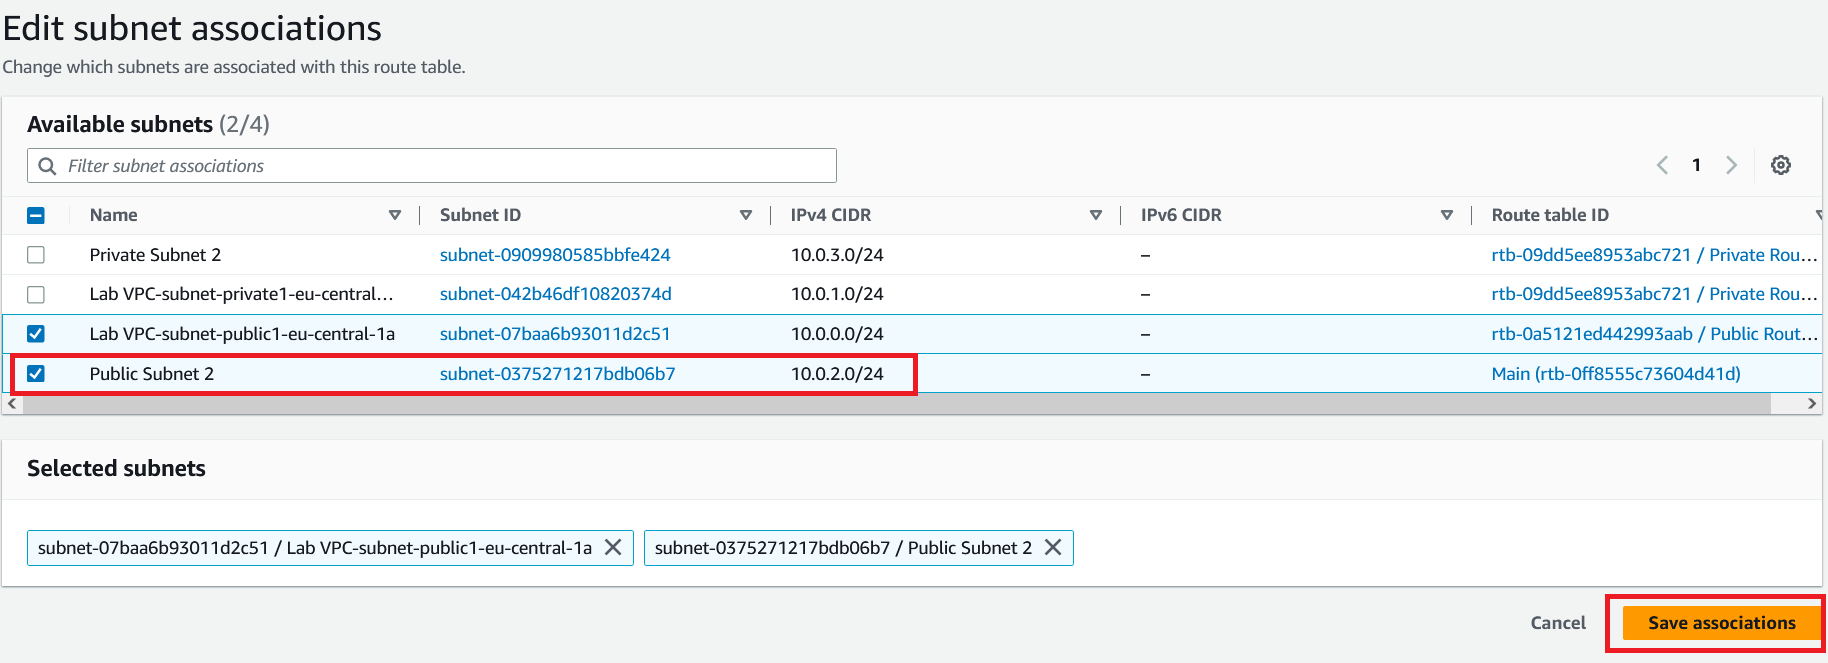 Edit subnet associations
Change which subnets are associated with this route table.
Available subnets (2/4)
Filter subnet associations
1
Name Subnet ID IPv4 CIDR IPv6 CIDR Route table ID
Private Subnet 2 subnet-0909980585bbfe424 10.0.3.0/24 – rtb-09dd5ee8953abc721 / Private Rou...
Lab VPC-subnet-private1-eu-central... subnet-042b46df10820374d 10.0.1.0/24 – rtb-09dd5ee8953abc721 / Private Rou...
Lab VPC-subnet-public1-eu-central-1a subnet-07baa6b93011d2c51 10.0.0.0/24 – rtb-0a5121ed442993aab / Public Rout...
Public Subnet 2 subnet-0375271217bdb06b7 10.0.2.0/24 – Main (rtb-0ff8555c73604d41d)
Selected subnets
subnet-07baa6b93011d2c51 / Lab VPC-subnet-public1-eu-central-1a subnet-0375271217bdb06b7 / Public Subnet 2
Cancel Save associations